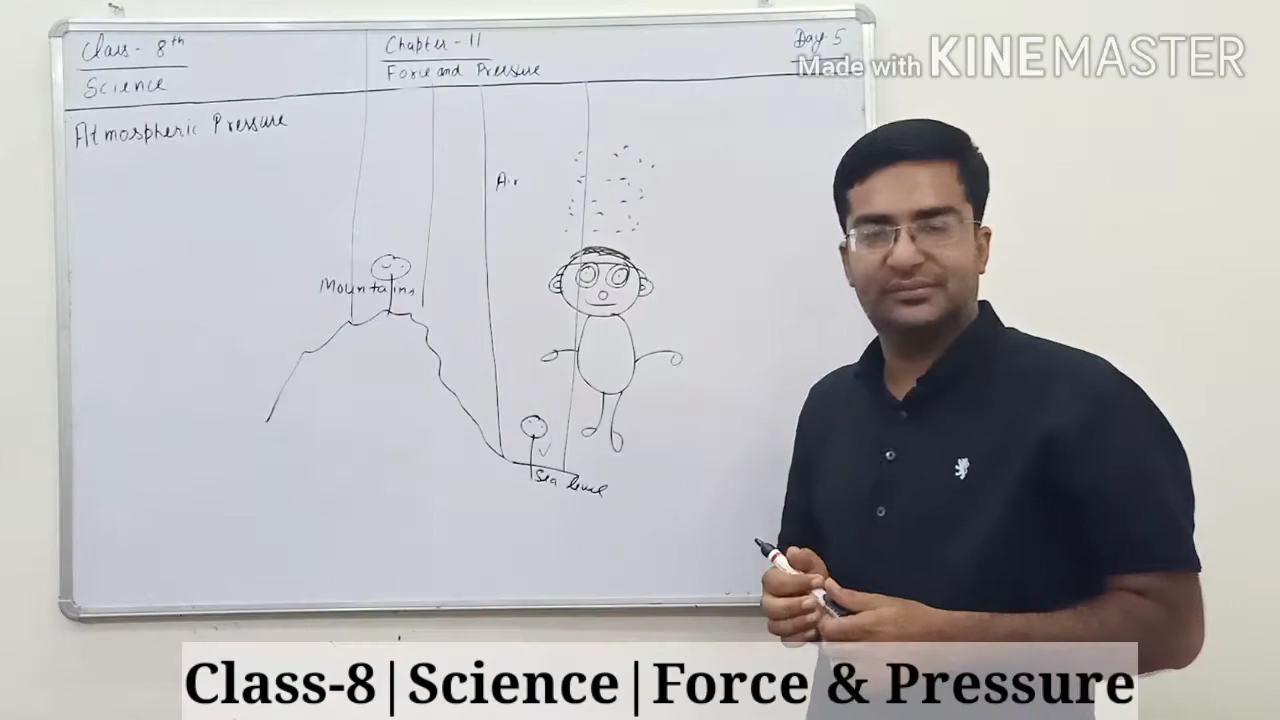 Class - 8th
Science
Chapter - 11
Force and Pressure
Day-5
Made with KINEMASTER
Atmospheric Pressure
Air
Mountains
Sea level
Class-8|Science|Force & Pressure